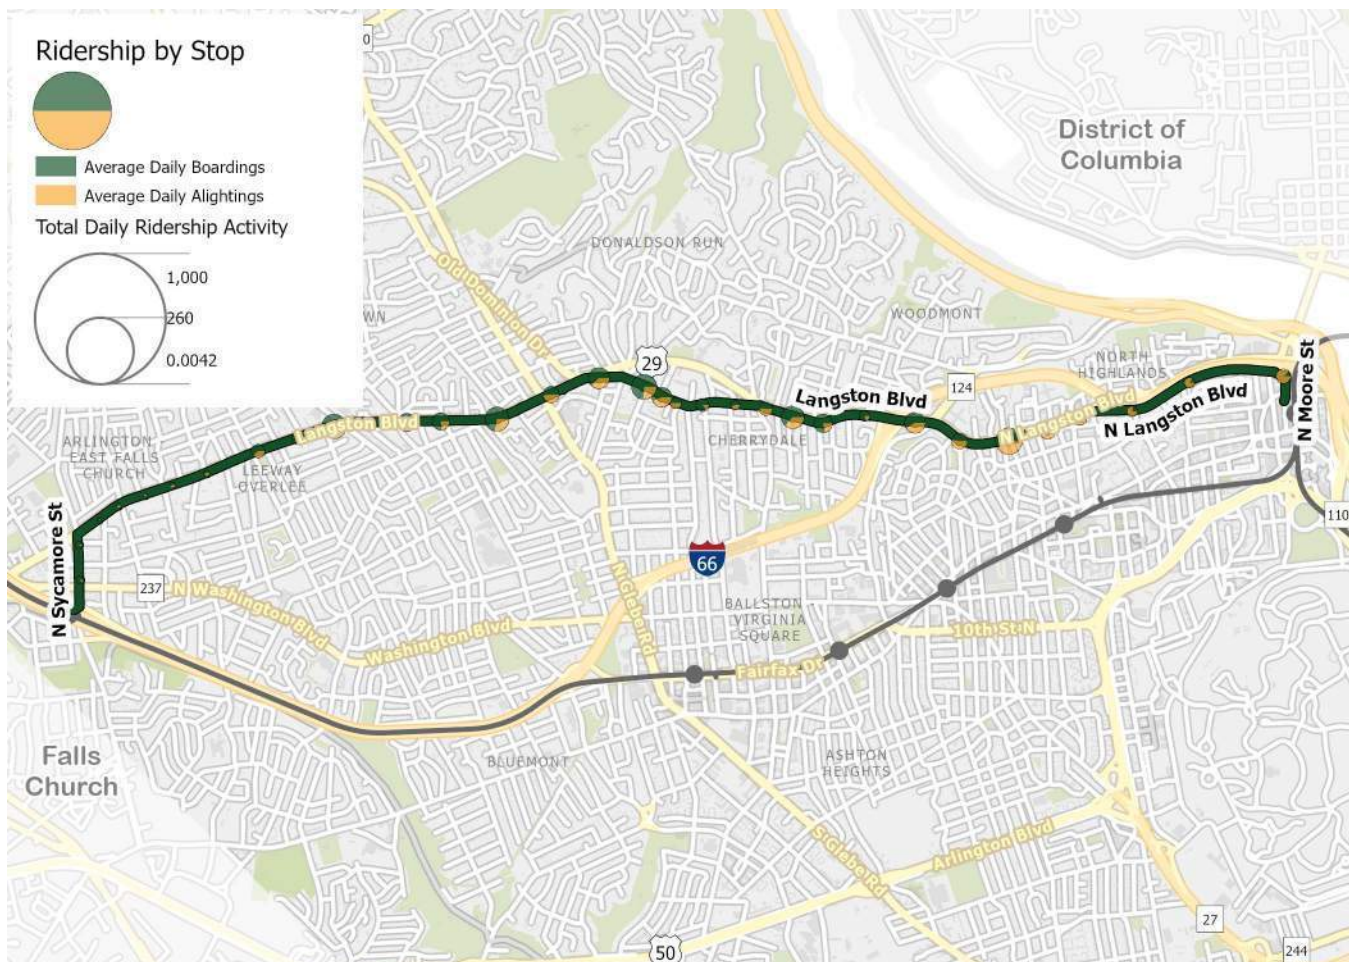 Ridership by Stop
Average Daily Boardings
Average Daily Alightings
Total Daily Ridership Activity
1,000
260
0.0042
0
District of
Columbia
DONALDSON RUN
Old Dominion Dr
WOODMONT
WN
29
124
NORTH
HIGHLANDS
N Moore St
Langston Blvd
Langston Blvd
N Langston Blvd
N Langston Blvd
CHERRYDALE
ARLINGTON
EAST FALLS
CHURCH
LEEWAY
OVERLEE
110
N Sycamore St
66
237
N Washington Blvd
Washington Blvd
N Glebe Rd
BALLSTON -
VIRGINIA
SQUARE
10th St N
Fairfax Dr
Falls
Church
BLUEMONT
ASHTON
HEIGHTS
S Glebe Rd
Arlington Blvd
27
50
244